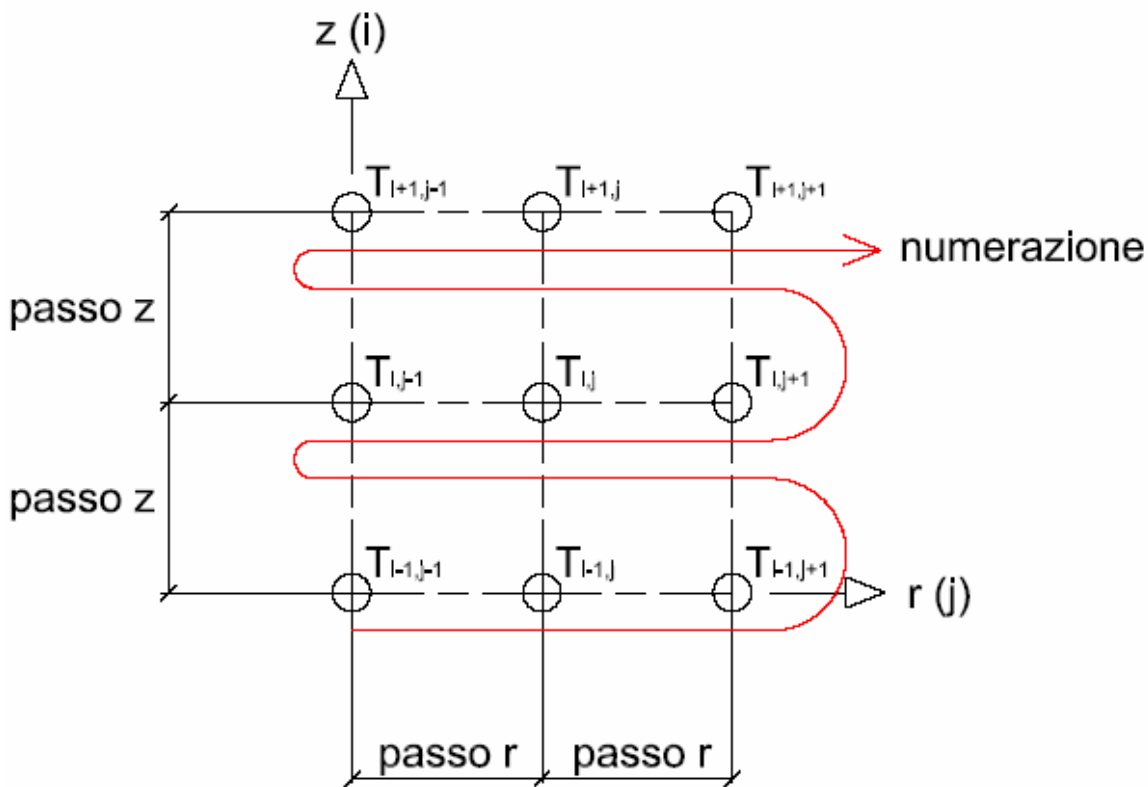 z (i)
T I+1,j-1
T I+1,j
T I+1,j+1
numerazione
passo z
T I,j-1
T I,j
T I,j+1
passo z
T I-1,j-1
T I-1,j
T I-1,j+1
r (j)
passo r
passo r